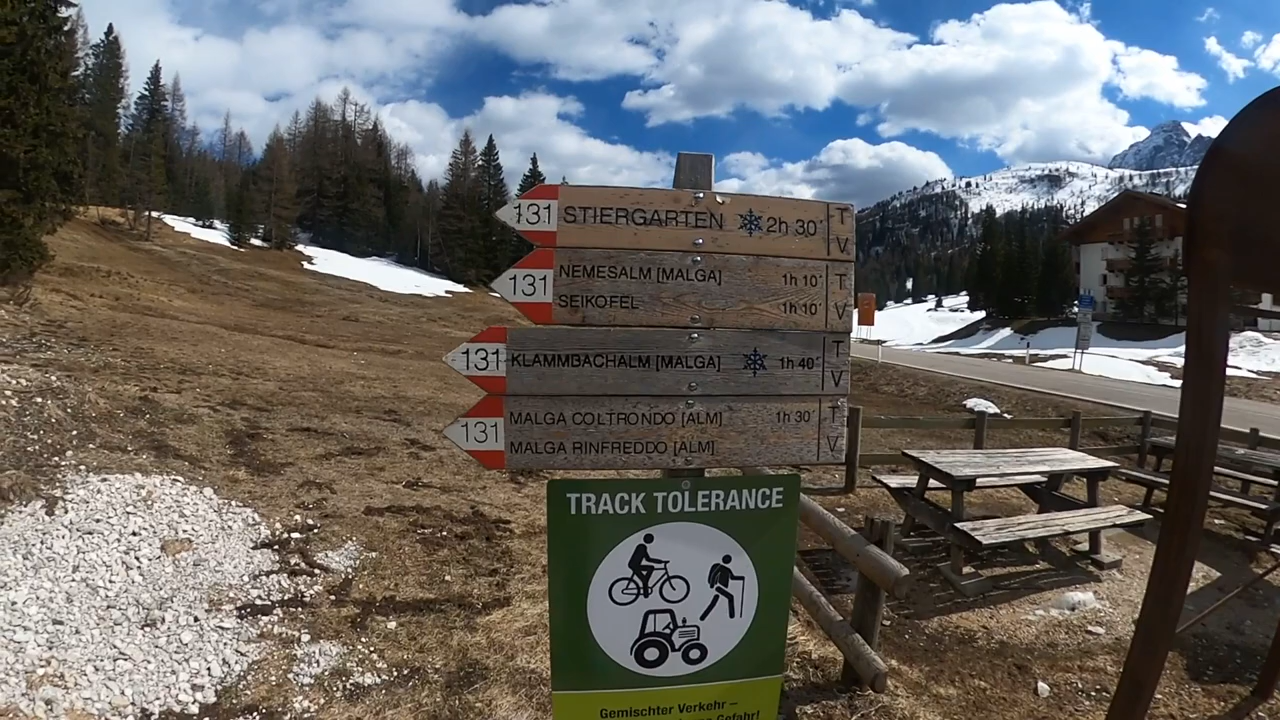 131 STIERGARTEN 2h 30' T V
131 NEMESALM [MALGA] 1h 10' T
SEIKOFEL 1h 10' V
131 KLAMMBACHALM [MALGA] 1h 40' T V
131 MALGA COLTRONDO [ALM] 1h 30' T
MALGA RINFREDDO [ALM] V
TRACK TOLERANCE
Gemischter Verkehr –
Gefahr!